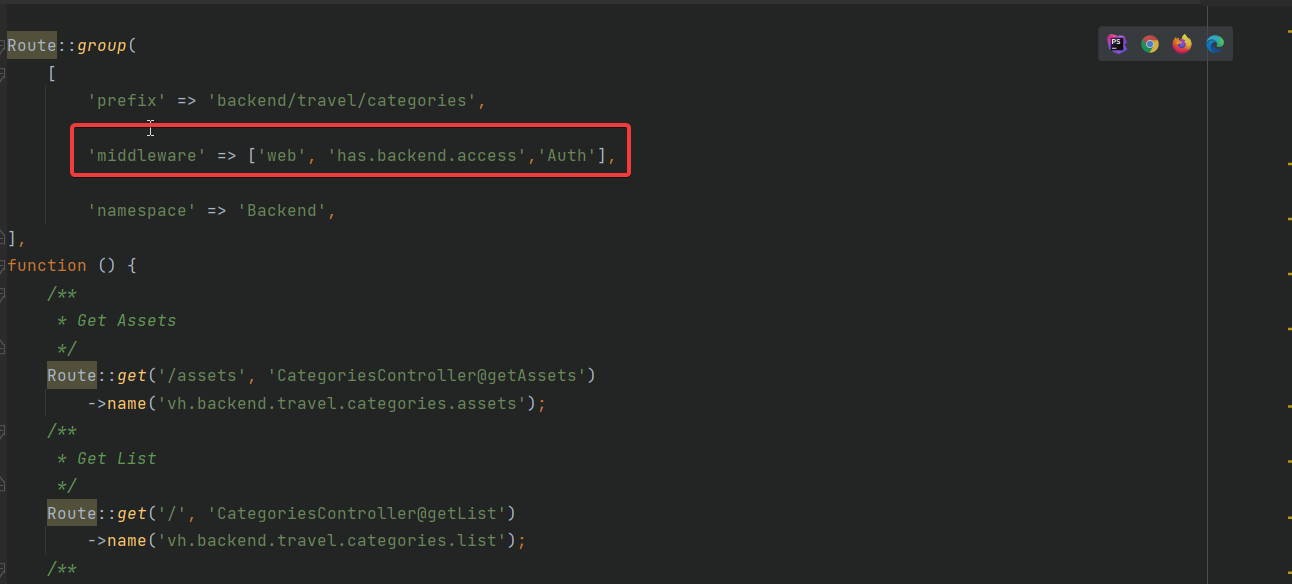 Route::group(
    [
        'prefix' => 'backend/travel/categories',
        'middleware' => ['web', 'has.backend.access','Auth'],
        'namespace' => 'Backend',
],
function () {
    /**
     * Get Assets
     */
    Route::get('/assets', 'CategoriesController@getAssets')
        ->name('vh.backend.travel.categories.assets');
    /**
     * Get List
     */
    Route::get('/', 'CategoriesController@getList')
        ->name('vh.backend.travel.categories.list');
    /**